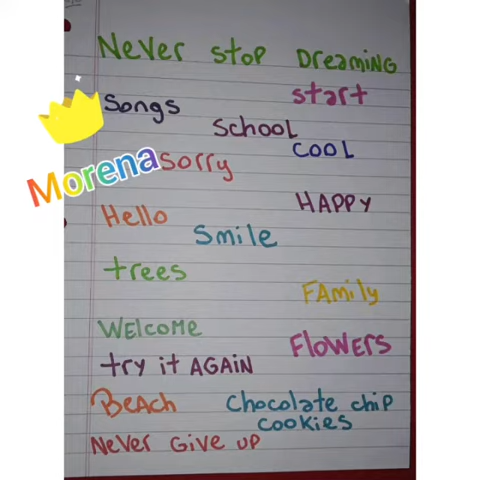 Never stop Dreaming
start
Songs
School
COOL
Morena
Sorry
HAPPY
Hello
Smile
trees
FAmily
WElcoME
FloWERS
try it AGAiN
BeAch
Chocolate chip
cookies
Never Give up